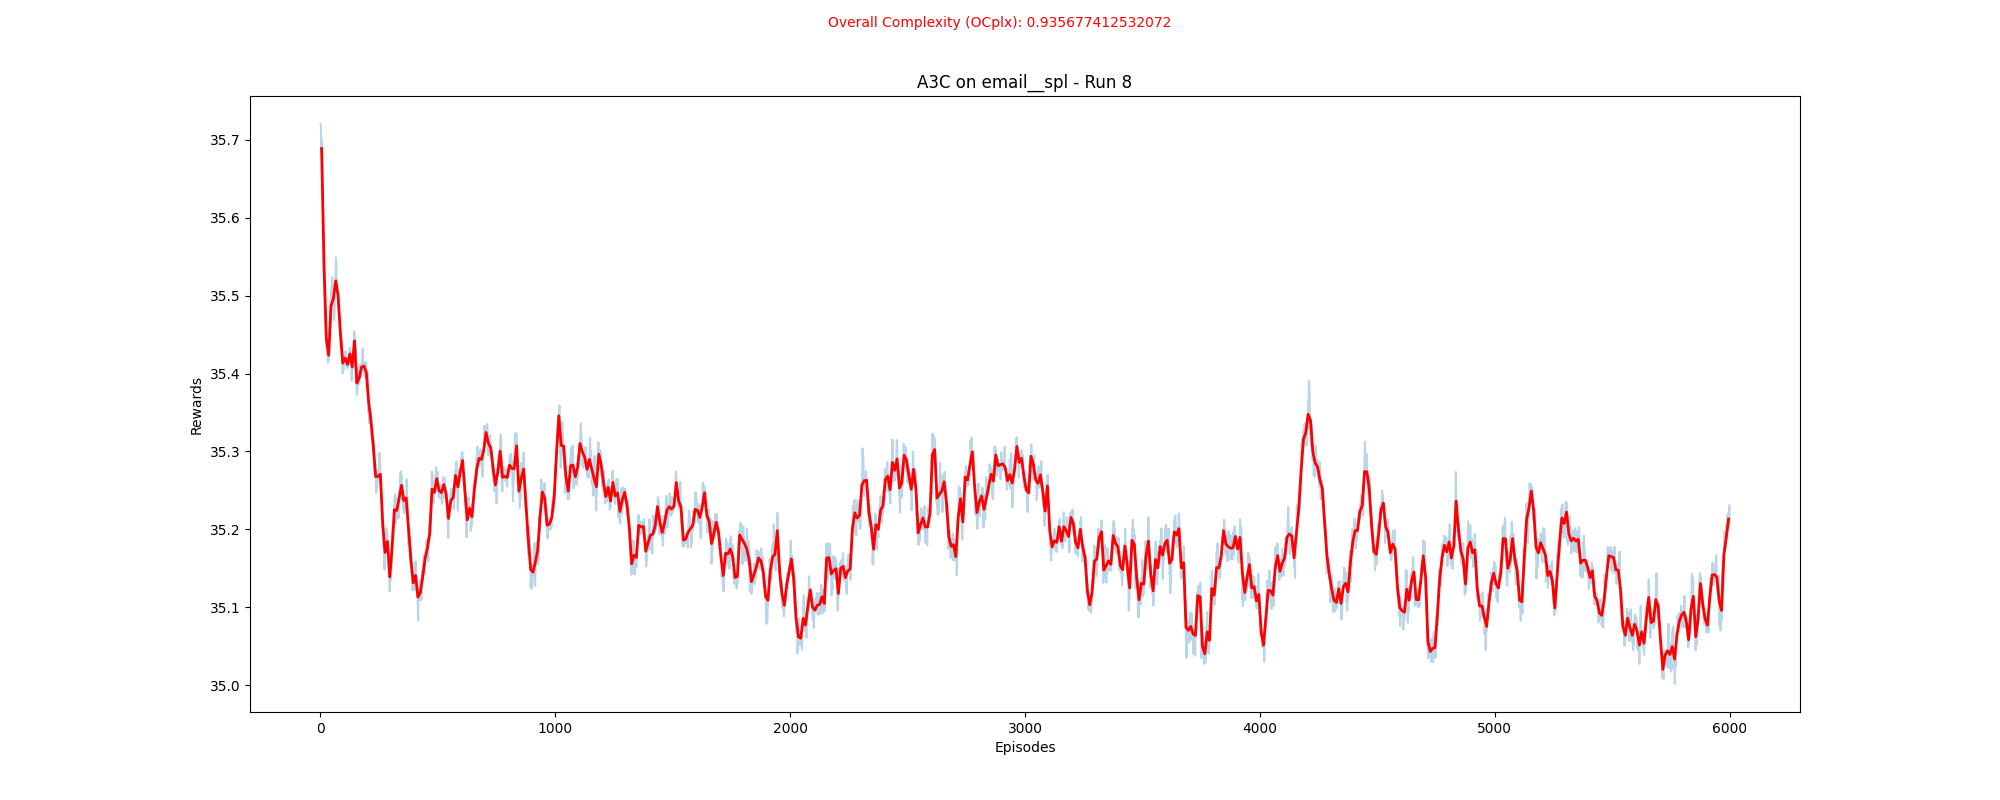 Overall Complexity (OCplx): 0.935677412532072
A3C on email__spl - Run 8
35.7
35.6
35.5
35.4
35.3
35.2
35.1
35.0
Rewards
0 1000 2000 3000 4000 5000 6000
Episodes